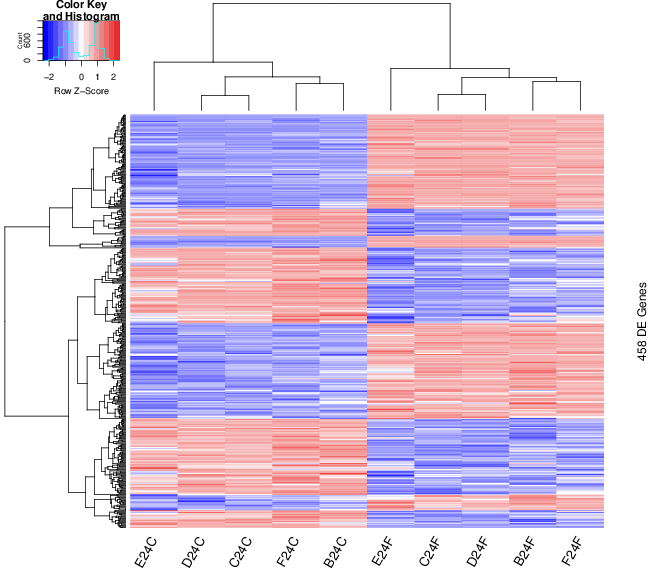 Color Key
and Histogram
Count
0 600
−2 0 1 2
Row Z−Score
458 DE Genes
E24C D24C C24C F24C B24C E24F C24F D24F B24F F24F